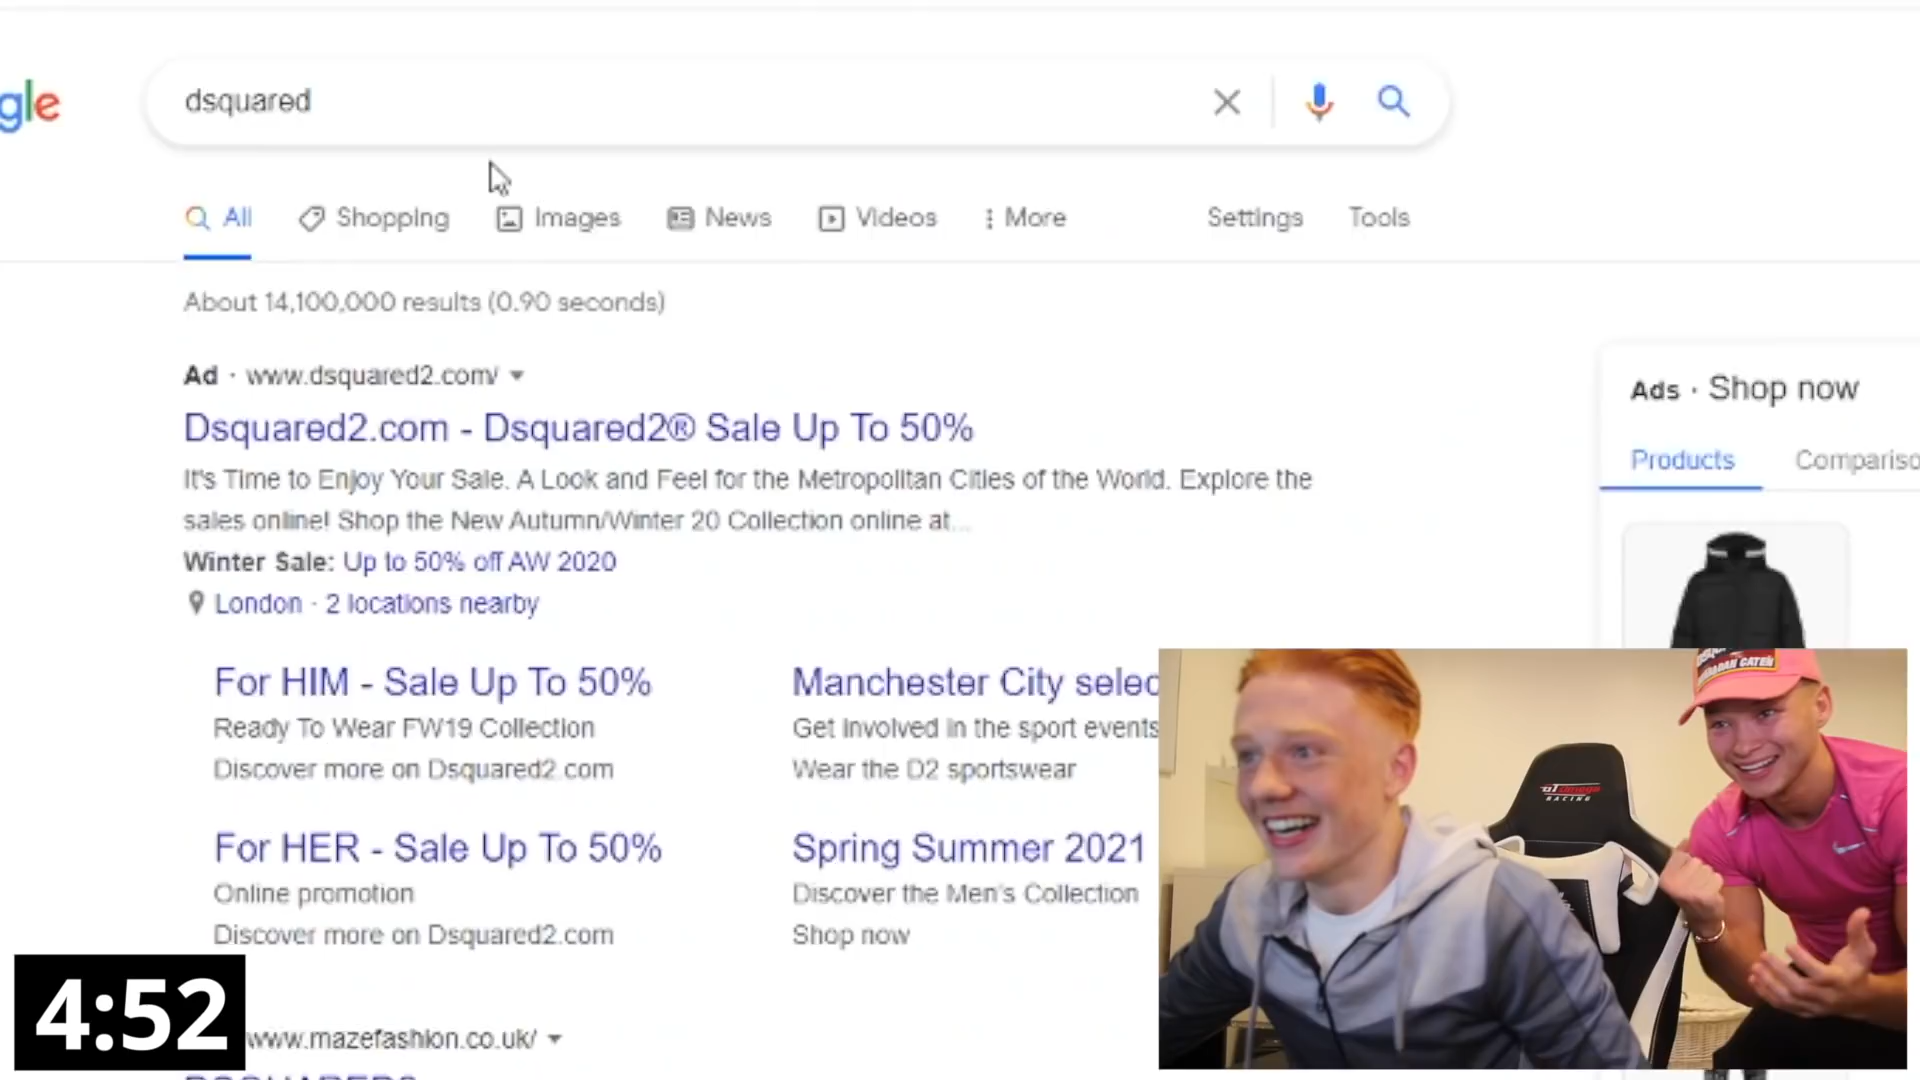 gle
dsquared
All Shopping Images News Videos More Settings Tools
About 14,100,000 results (0.90 seconds)
Ad · www.dsquared2.com/
Dsquared2.com - Dsquared2® Sale Up To 50%
It's Time to Enjoy Your Sale. A Look and Feel for the Metropolitan Cities of the World. Explore the
sales online! Shop the New Autumn/Winter 20 Collection online at...
Winter Sale: Up to 50% off AW 2020
London · 2 locations nearby
For HIM - Sale Up To 50%
Ready To Wear FW19 Collection
Discover more on Dsquared2.com
Manchester City selec
Get Involved in the sport events
Wear the D2 sportswear
For HER - Sale Up To 50%
Online promotion
Discover more on Dsquared2.com
Spring Summer 2021
Discover the Men's Collection
Shop now
www.mazefashion.co.uk/
Ads · Shop now
Products Compariso
GT Omega
RACING
4:52